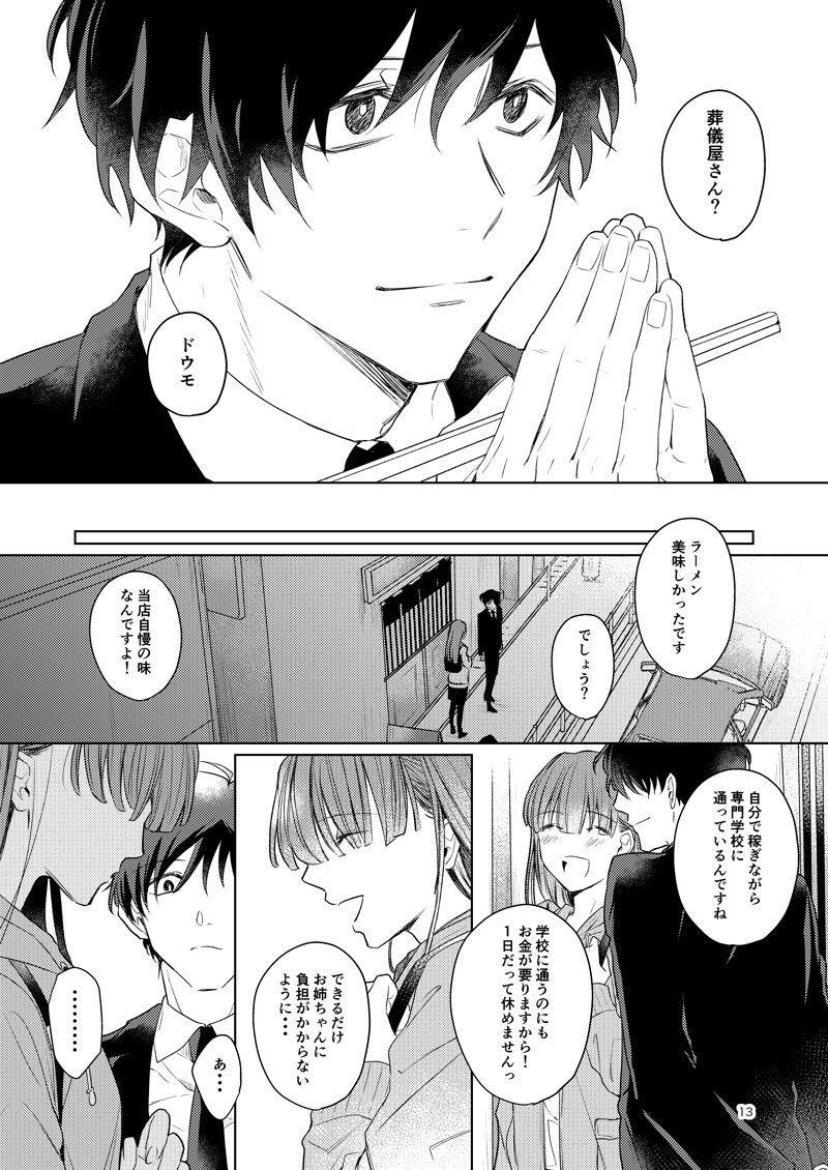 葬儀屋さん？
ドウモ
ラーメン
美味しかったです
でしょう？
当店自慢の味
なんですよ！
自分で稼ぎながら
専門学校に
通っているんですね
学校に通うのにも
お金が要りますから！
１日だって休めませんっ
できるだけ
お姉ちゃんに
負担がかからない
ように・・・
あ・・・
・・・・・・・・・
13